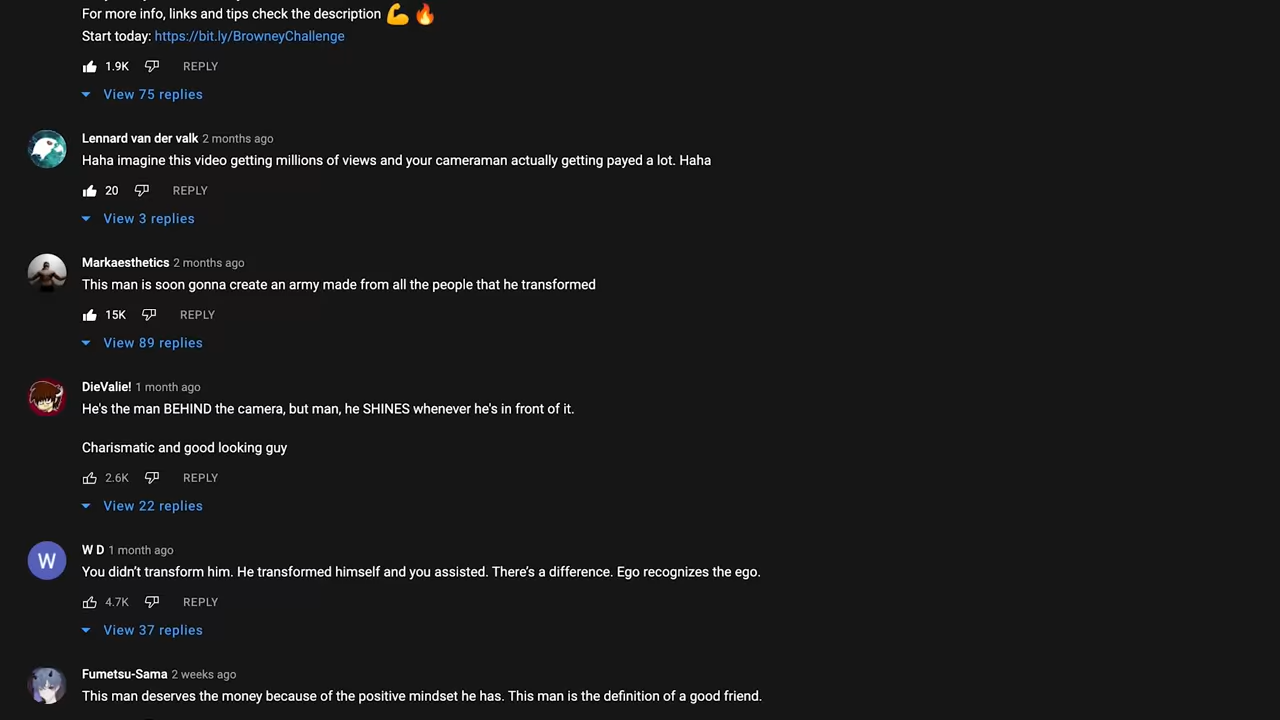 For more info, links and tips check the description 💪 🔥
Start today: https://bit.ly/BrowneyChallenge
1.9K REPLY
View 75 replies
Lennard van der valk 2 months ago
Haha imagine this video getting millions of views and your cameraman actually getting payed a lot. Haha
20 REPLY
View 3 replies
Markaesthetics 2 months ago
This man is soon gonna create an army made from all the people that he transformed
15K REPLY
View 89 replies
DieValie! 1 month ago
He's the man BEHIND the camera, but man, he SHINES whenever he's in front of it.
Charismatic and good looking guy
2.6K REPLY
View 22 replies
W
W D 1 month ago
You didn’t transform him. He transformed himself and you assisted. There’s a difference. Ego recognizes the ego.
4.7K REPLY
View 37 replies
Fumetsu-Sama 2 weeks ago
This man deserves the money because of the positive mindset he has. This man is the definition of a good friend.